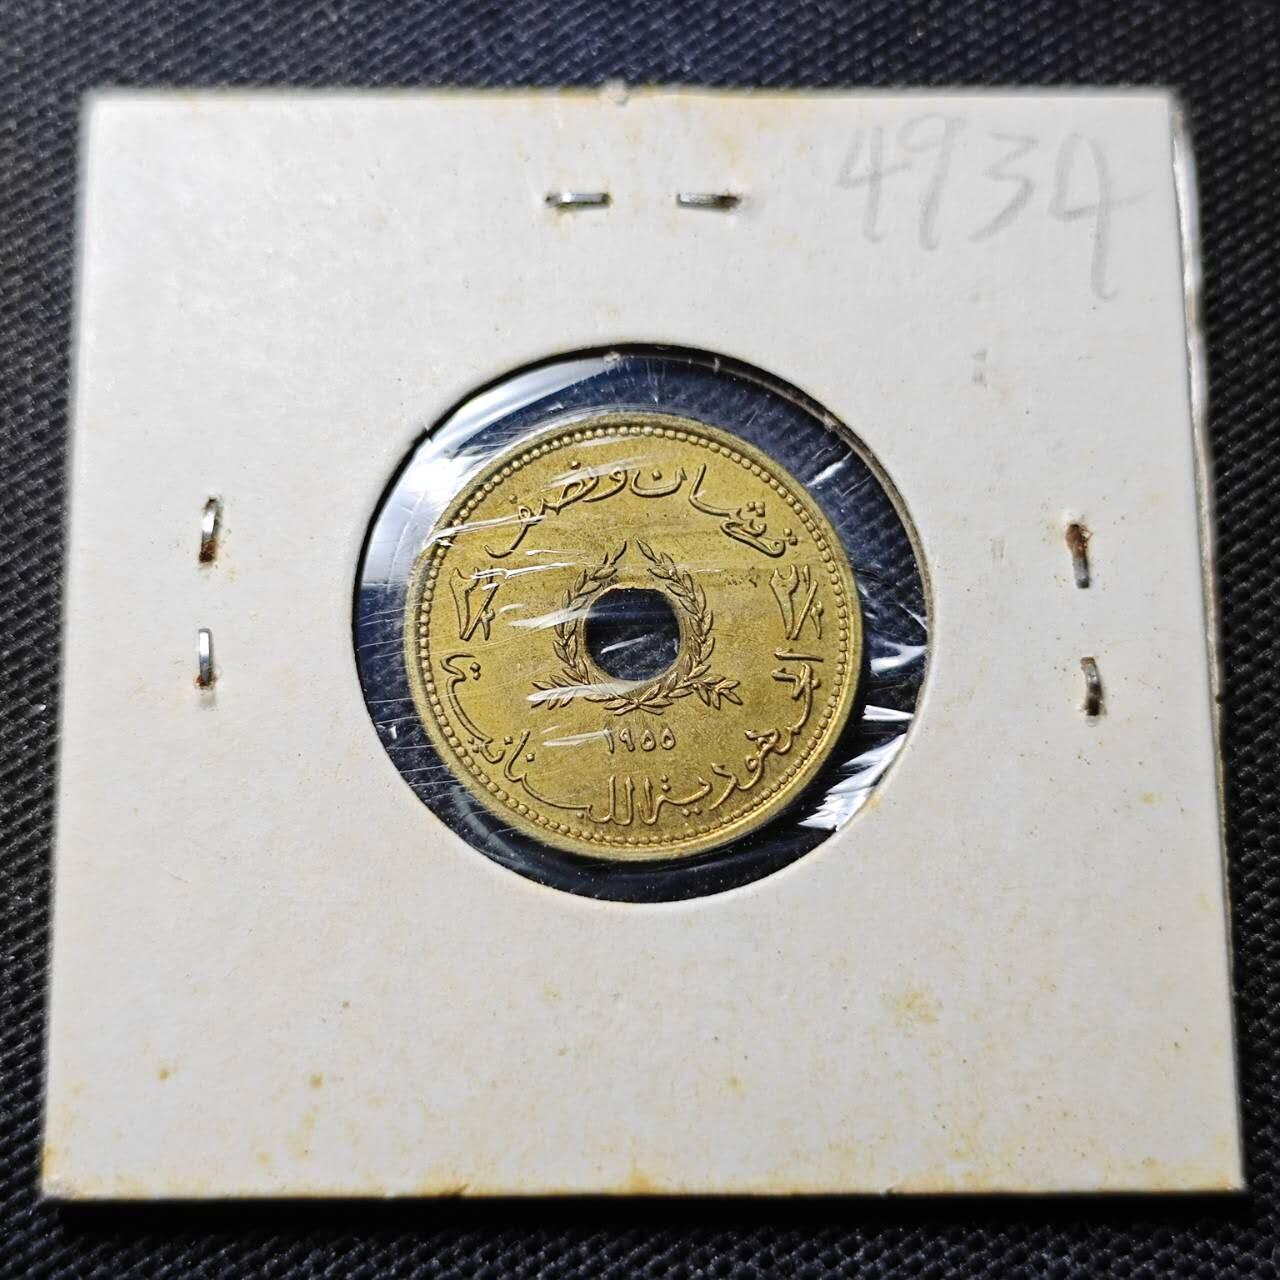 4934
قرشان ونصف
٢½ ٢½
١٩٥٥
الجمهورية اللبنانية